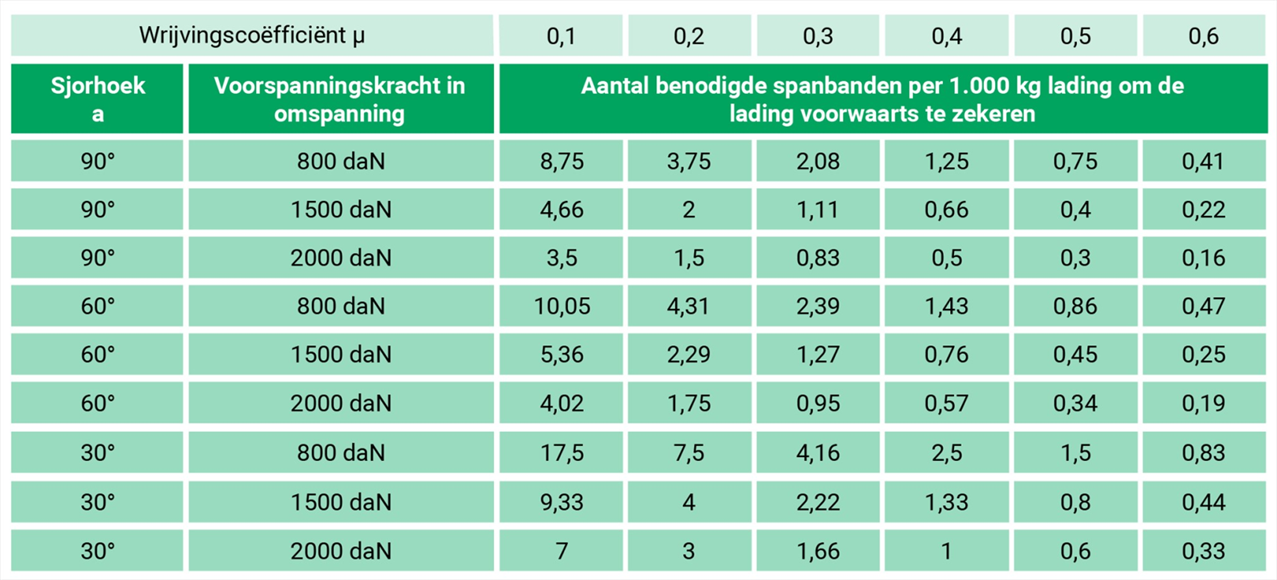 Wrijvingscoëfficiënt µ 0,1 0,2 0,3 0,4 0,5 0,6
Sjorhoek a Voorspanningskracht in omspanning Aantal benodigde spanbanden per 1.000 kg lading om de lading voorwaarts te zekeren
90° 800 daN 8,75 3,75 2,08 1,25 0,75 0,41
90° 1500 daN 4,66 2 1,11 0,66 0,4 0,22
90° 2000 daN 3,5 1,5 0,83 0,5 0,3 0,16
60° 800 daN 10,05 4,31 2,39 1,43 0,86 0,47
60° 1500 daN 5,36 2,29 1,27 0,76 0,45 0,25
60° 2000 daN 4,02 1,75 0,95 0,57 0,34 0,19
30° 800 daN 17,5 7,5 4,16 2,5 1,5 0,83
30° 1500 daN 9,33 4 2,22 1,33 0,8 0,44
30° 2000 daN 7 3 1,66 1 0,6 0,33